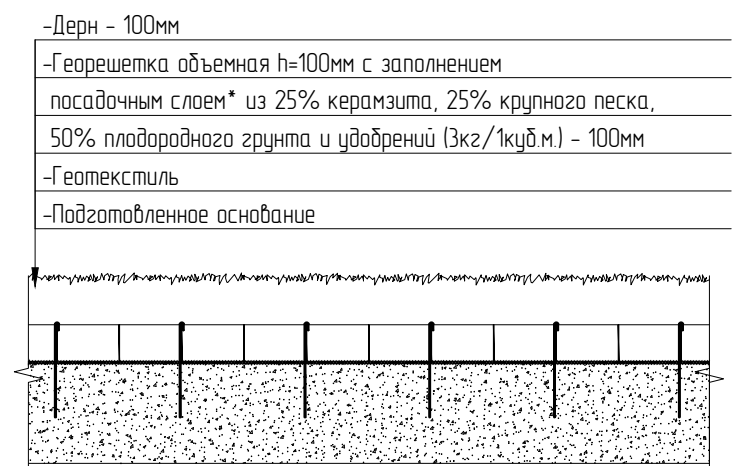 -Дерн - 100мм
-Георешетка объемная h=100мм с заполнением
посадочным слоем* из 25% керамзита, 25% крупного песка,
50% плодородного грунта и удобрений (3кг/1куб.м.) - 100мм
-Геотекстиль
-Подготовленное основание